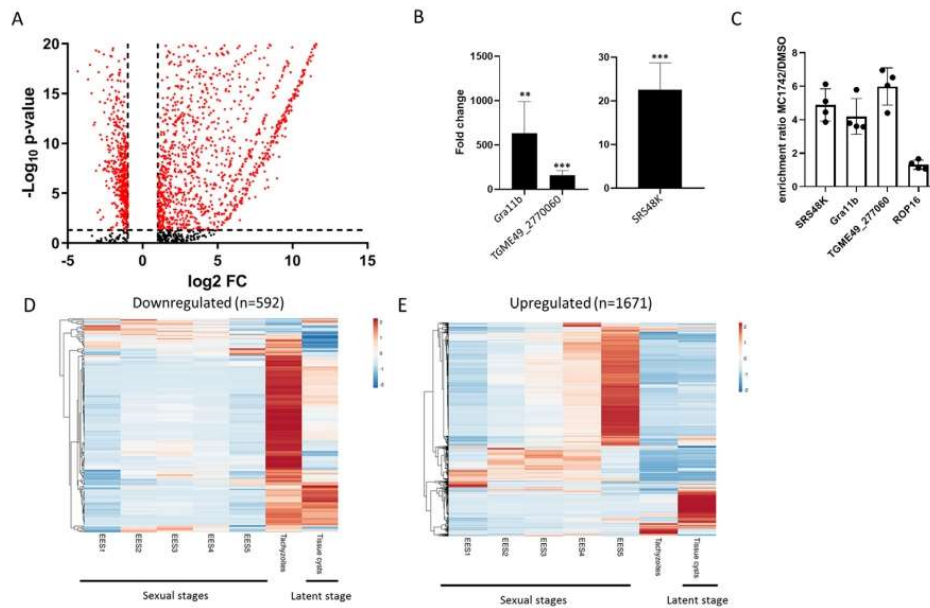 A
-Log10 p-value
20
15
10
5
0
-5
0
5
10
15
log2 FC
B
Fold change
1500
1000
500
0
**
***
Gra11b
TGME49_2770060
30
20
10
0
***
SRS48K
C
enrichment ratio MC1742/DMSO
8
6
4
2
0
SRS48K
Gra11b
TGME49_277060
ROP16
D
Downregulated (n=592)
EES1
EES2
EES3
EES4
EES5
Tachyzoites
Tissue cysts
Sexual stages
Latent stage
E
Upregulated (n=1671)
EES1
EES2
EES3
EES4
EES5
Tachyzoites
Tissue cysts
Sexual stages
Latent stage